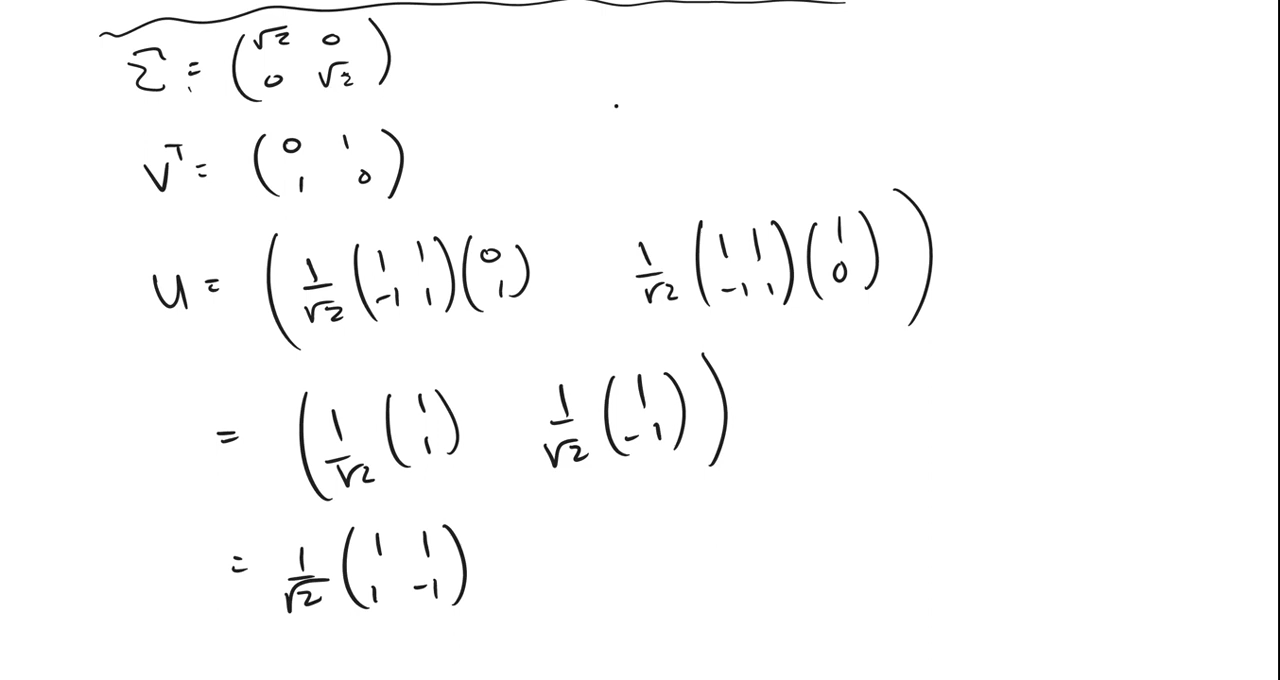 Σ = (√2 0; 0 √2)
V^T = (0 1; 1 0)
U = (1/√2 (1 1; -1 1)(0; 1) 1/√2 (1 1; -1 1)(1; 0))
= (1/√2 (1; 1) 1/√2 (1; -1))
= 1/√2 (1 1; 1 -1)